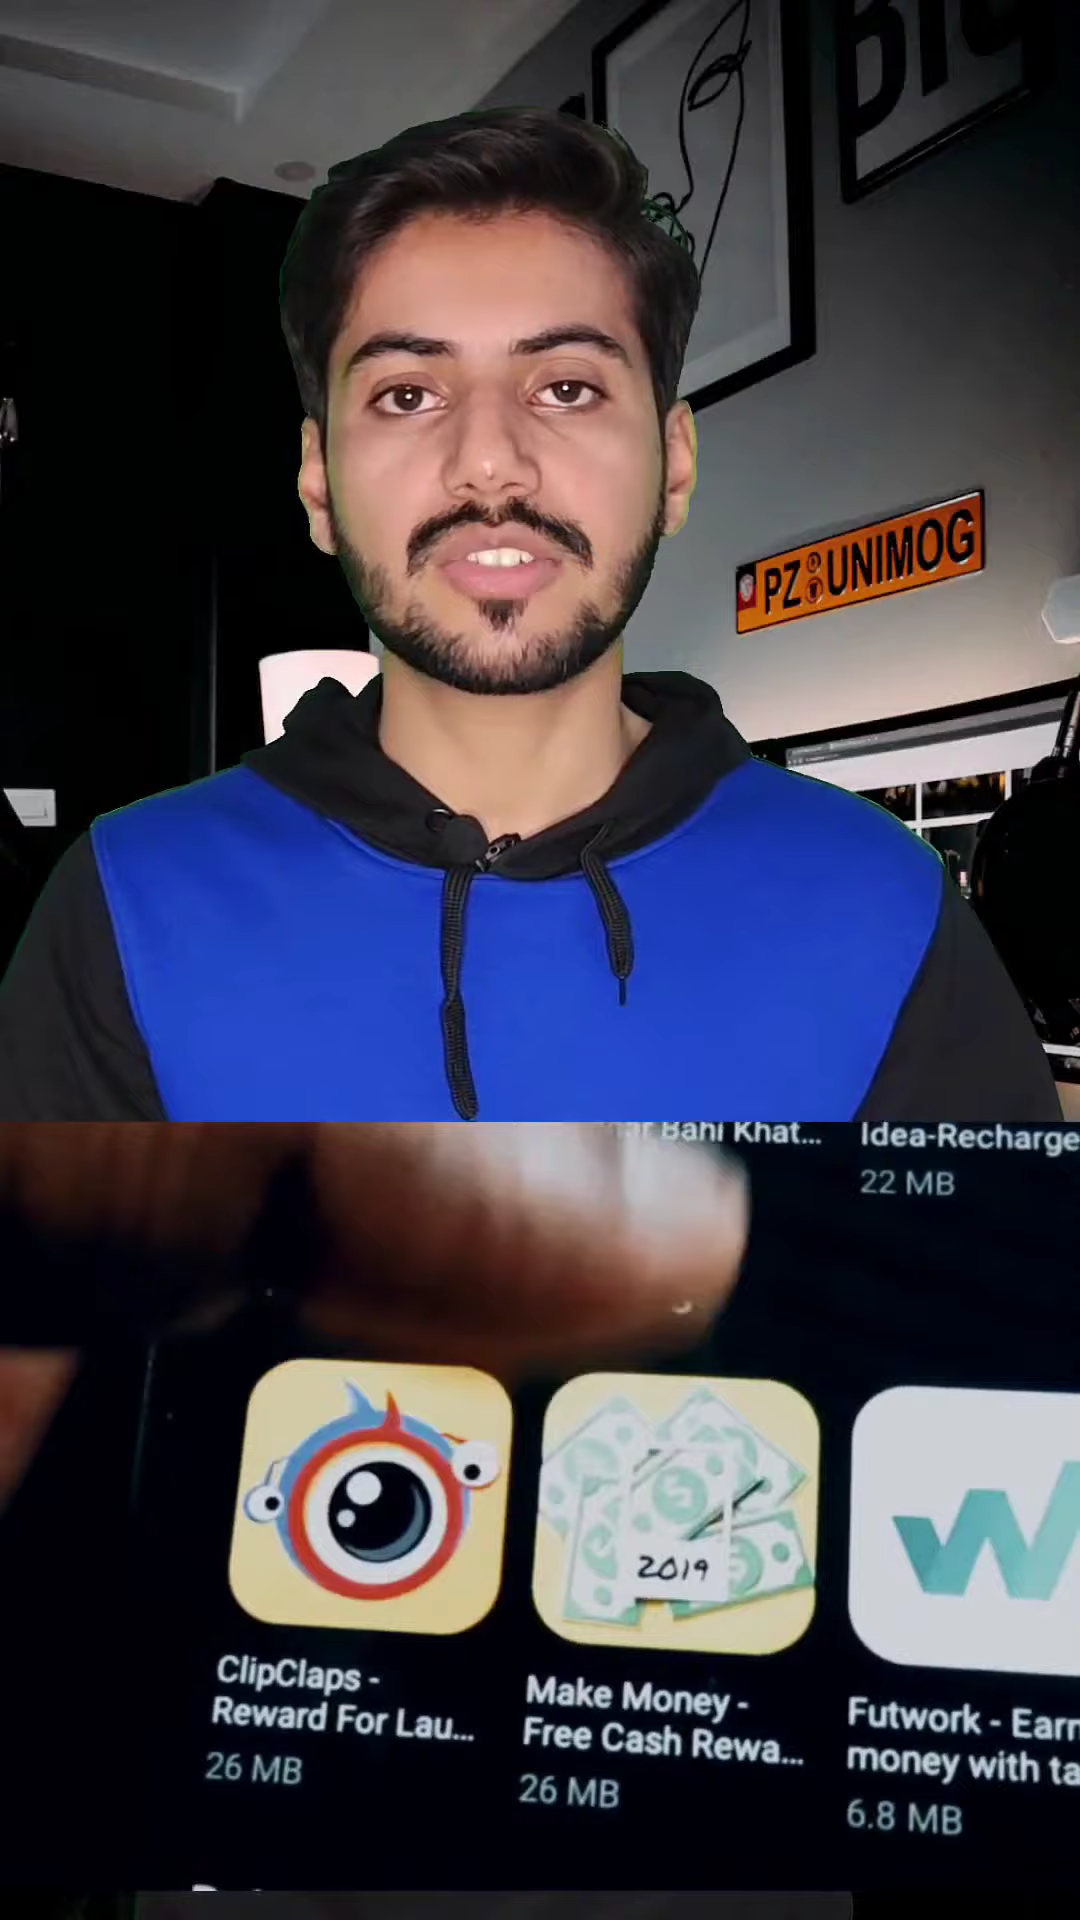 BIG
PZ UNIMOG
Bahi Khat...
Idea-Recharge
22 MB
2019
ClipClaps -
Reward For Lau...
26 MB
Make Money -
Free Cash Rewa...
26 MB
Futwork - Earn
money with ta
6.8 MB